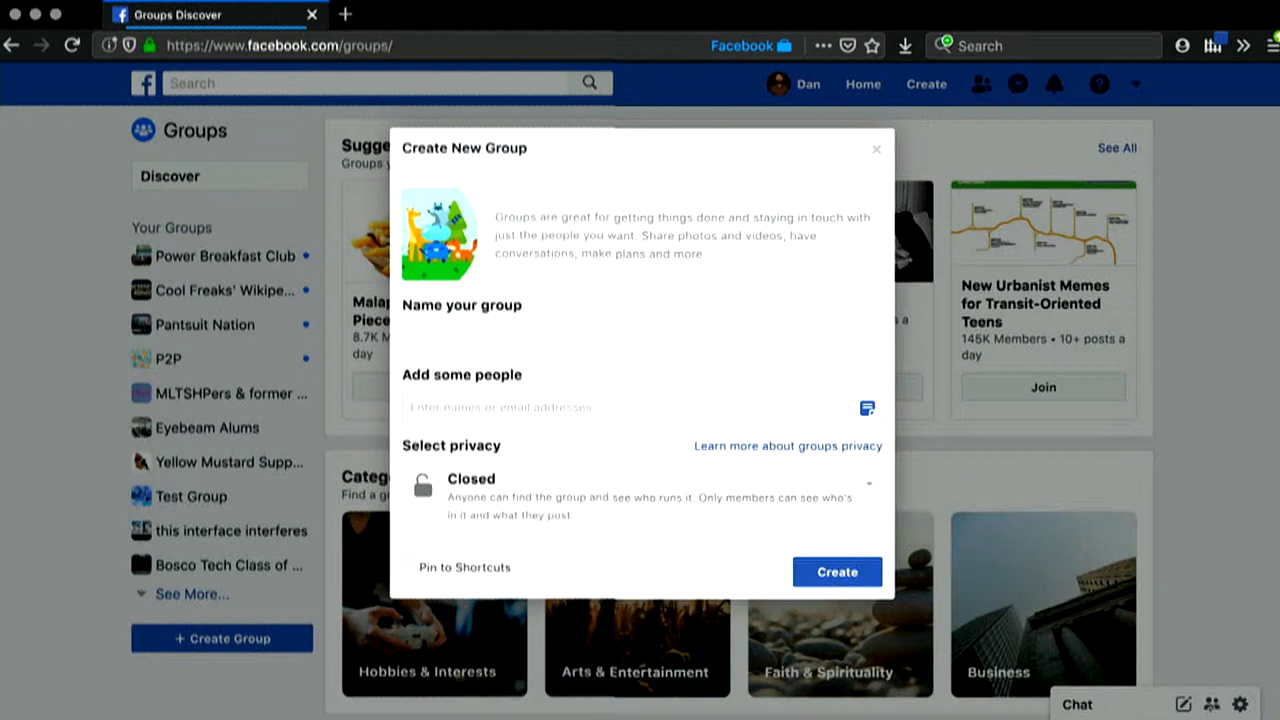 Groups Discover
https://www.facebook.com/groups/
Facebook
Search
Search
Dan
Home
Create
Groups
Discover
Your Groups
Power Breakfast Club
Cool Freaks' Wikipe...
Pantsuit Nation
P2P
MLTSHPers & former ...
Eyebeam Alums
Yellow Mustard Supp...
Test Group
this interface interferes
Bosco Tech Class of ...
See More...
+ Create Group
See All
Create New Group
Groups are great for getting things done and staying in touch with
just the people you want. Share photos and videos, have
conversations, make plans and more.
Name your group
Add some people
Enter names or email addresses...
Select privacy
Learn more about groups privacy
Closed
Anyone can find the group and see who runs it. Only members can see who's
in it and what they post.
Pin to Shortcuts
Create
New Urbanist Memes
for Transit-Oriented
Teens
145K Members • 10+ posts a
day
Join
8.7K M
day
Find a g
Hobbies & Interests
Arts & Entertainment
Faith & Spirituality
Business
Chat